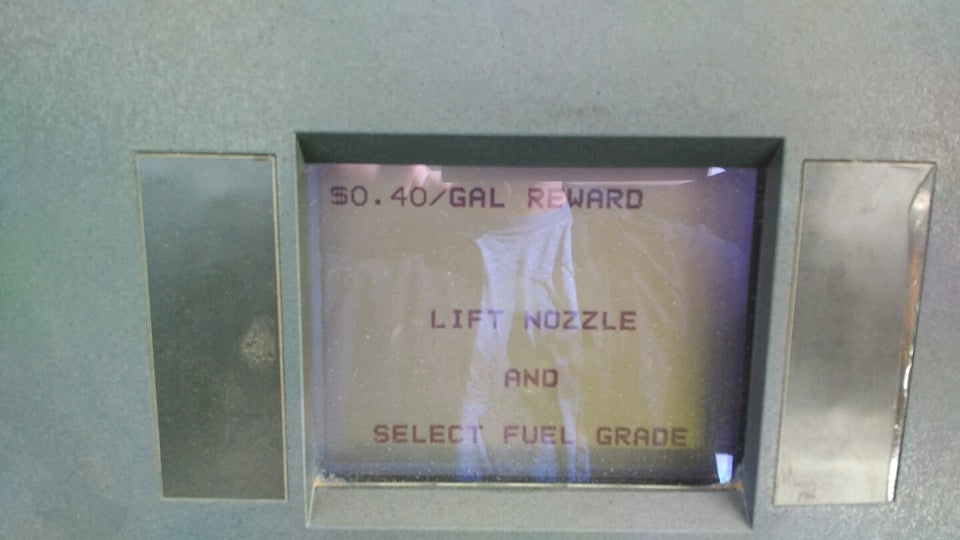 $0.40/GAL REWARD
LIFT NOZZLE
AND
SELECT FUEL GRADE